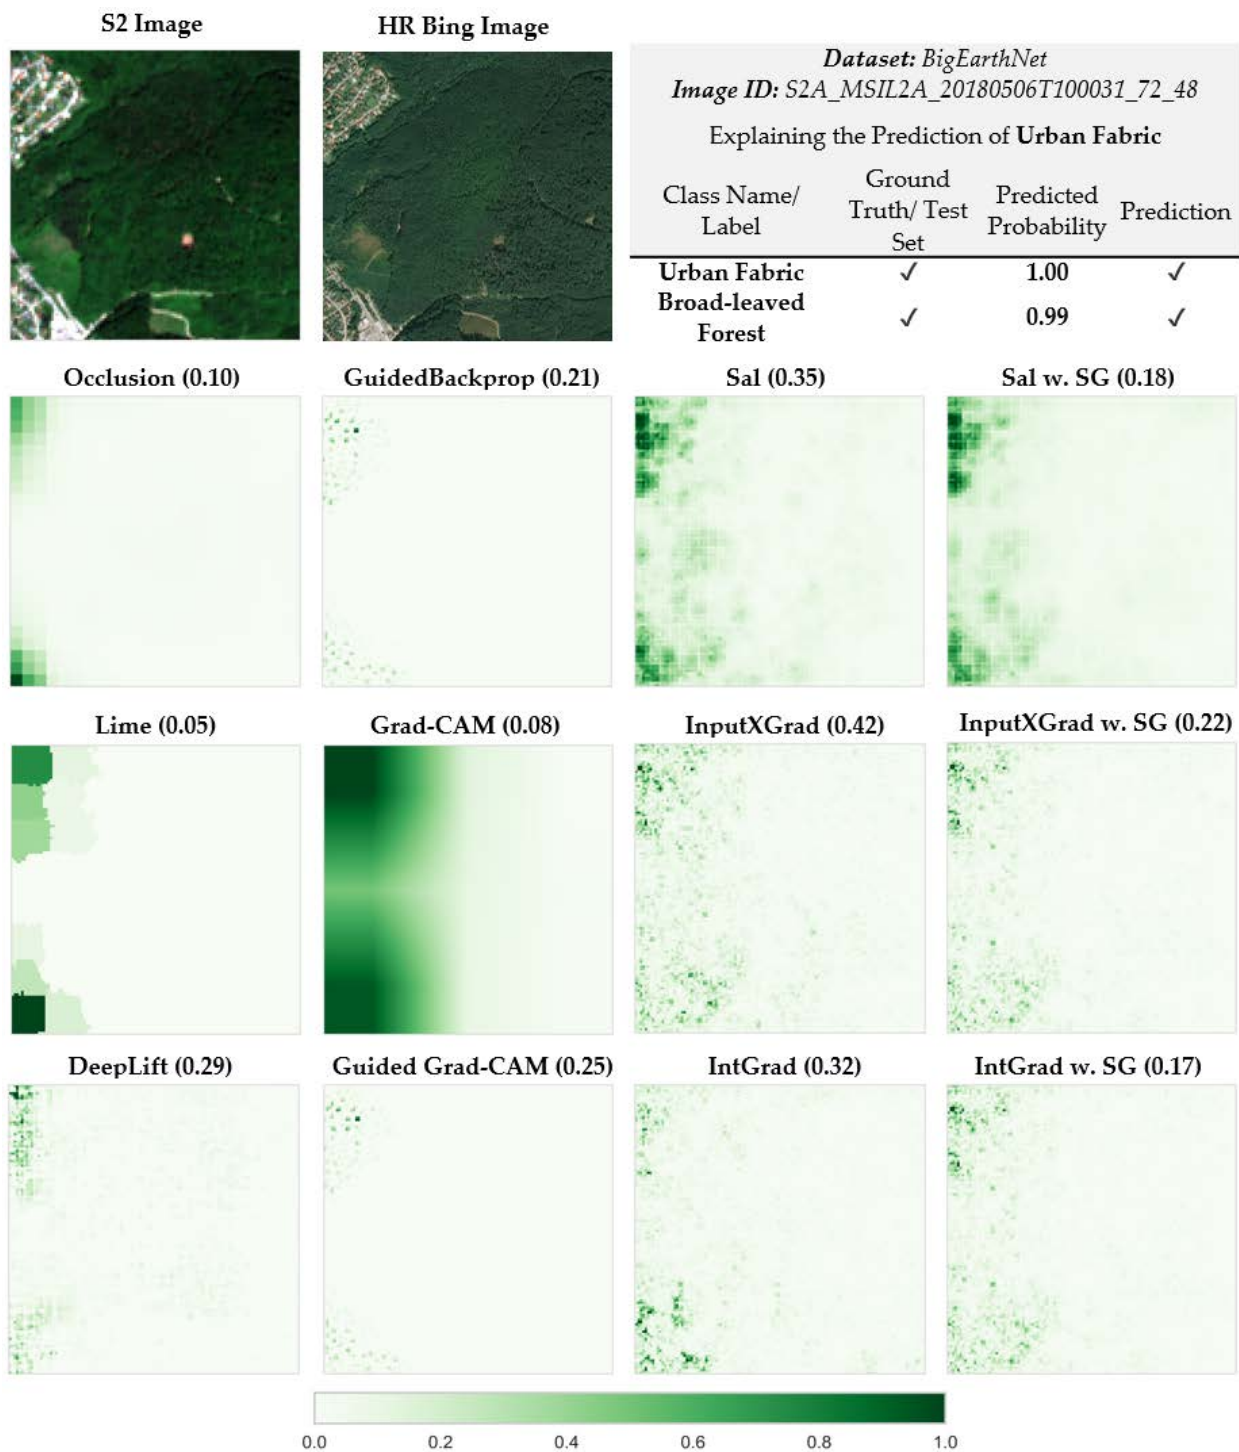 S2 Image
HR Bing Image
Dataset: BigEarthNet
Image ID: S2A_MSIL2A_20180506T100031_72_48
Explaining the Prediction of Urban Fabric
Class Name/ Label
Ground Truth/ Test Set
Predicted Probability
Prediction
Urban Fabric ✓ 1.00 ✓
Broad-leaved Forest ✓ 0.99 ✓
Occlusion (0.10)
GuidedBackprop (0.21)
Sal (0.35)
Sal w. SG (0.18)
Lime (0.05)
Grad-CAM (0.08)
InputXGrad (0.42)
InputXGrad w. SG (0.22)
DeepLift (0.29)
Guided Grad-CAM (0.25)
IntGrad (0.32)
IntGrad w. SG (0.17)
0.0 0.2 0.4 0.6 0.8 1.0